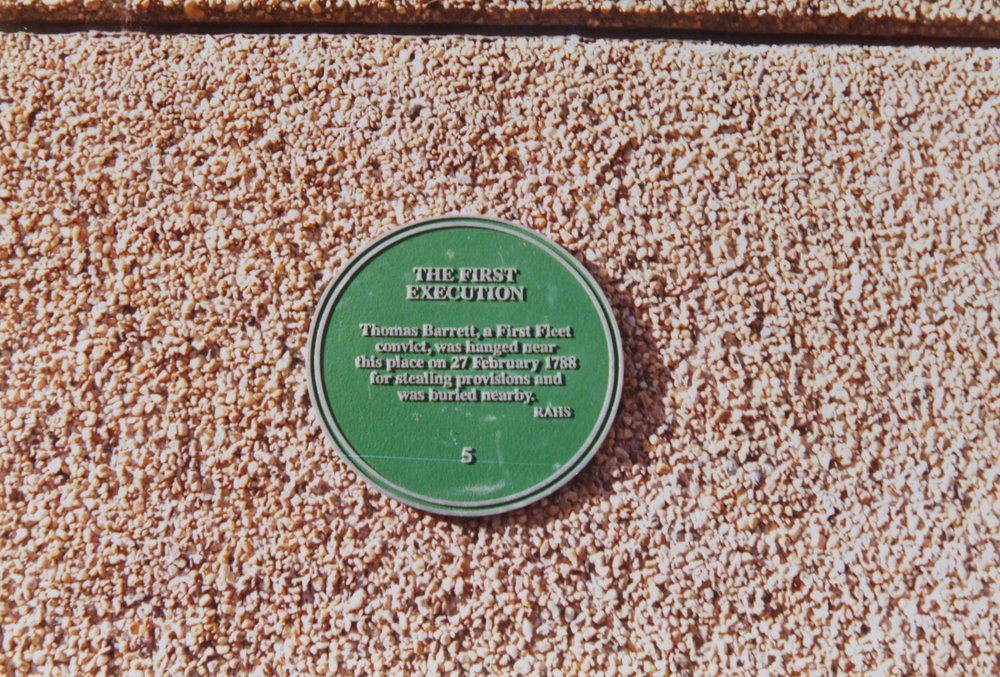 THE FIRST
EXECUTION
Thomas Barrett, a First Fleet
convict, was hanged near
this place on 27 February 1788
for stealing provisions and
was buried nearby.
RAHS
5